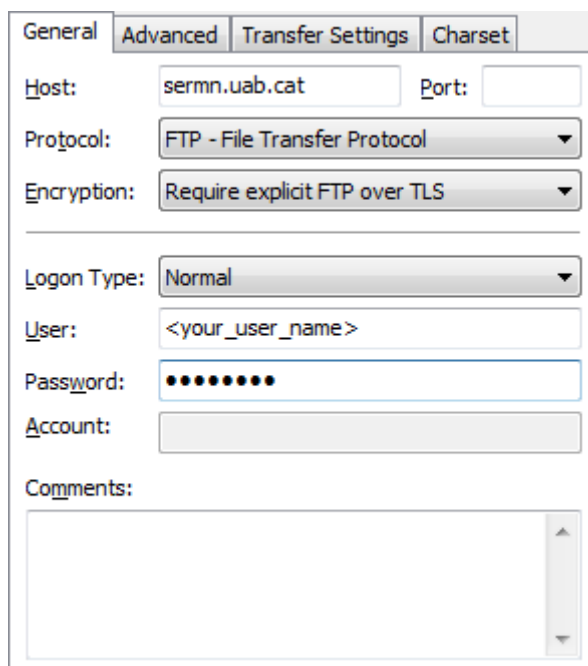 General Advanced Transfer Settings Charset
Host: sermn.uab.cat Port:
Protocol: FTP - File Transfer Protocol
Encryption: Require explicit FTP over TLS
Logon Type: Normal
User: <your_user_name>
Password: ●●●●●●●●
Account:
Comments: